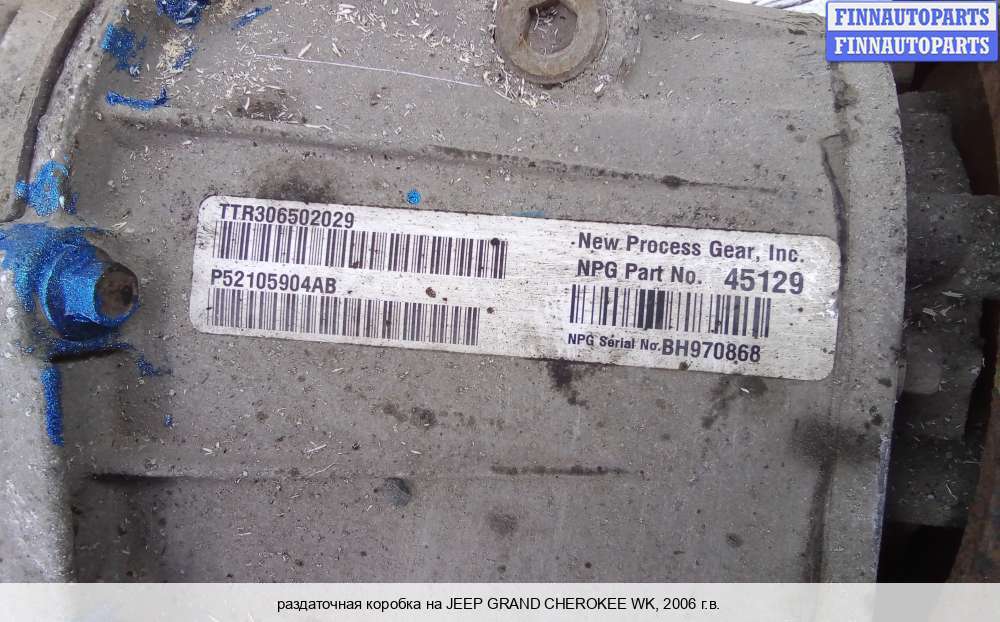 FINNAUTOPARTS
FINNAUTOPARTS
TTR306502029
P52105904AB
New Process Gear, Inc.
NPG Part No. 45129
NPG Serial No. BH970868
раздаточная коробка на JEEP GRAND CHEROKEE WK, 2006 г.в.